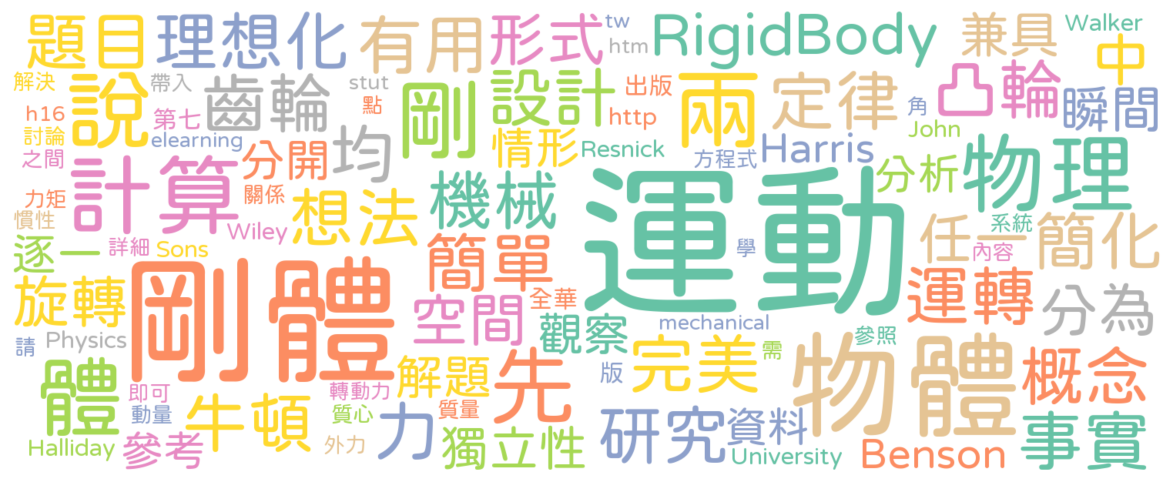 題目
理想化
有用
形式
tw
htm
RigidBody
兼具
Walker
中
解決
說
帶入
齒輪
stut
點
剛
設計
出版
http
兩
定律
角
John
凸輪
瞬間
h16
討論
之間
第七
elearning
分開
均
情形
Resnick
方程式
Harris
分析
物理
計算
力矩
慣性
關係
Wiley
想法
機械
運動
任一
系統
內容
簡化
逐一
詳細
Sons
剛體
簡單
學
旋轉
空間
全華
觀察
mechanical
參照
運轉
分為
請
Physics
體
即可
動量
轉動力
質心
解題
質量
先
版
完美
需
物體
概念
牛頓
外力
力
獨立性
研究
資料
University
Benson
事實
Halliday
參考